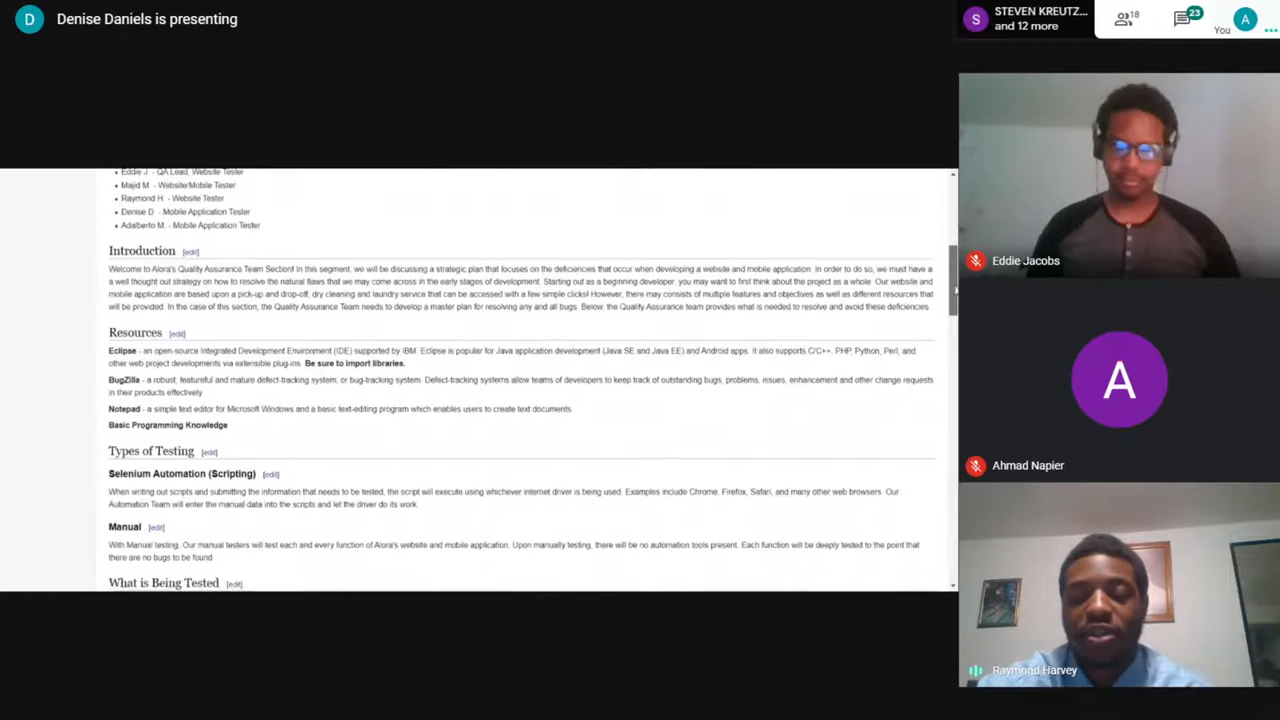 D Denise Daniels is presenting
S STEVEN KREUTZ...
and 12 more
18
23
You
A
Eddie J. - QA Lead, Website Tester
Majid M. - Website/Mobile Tester
Raymond H. - Website Tester
Denise D. - Mobile Application Tester
Adalberto M. - Mobile Application Tester
Introduction [edit]
Welcome to Alora's Quality Assurance Team Section! In this segment, we will be discussing a strategic plan that focuses on the deficiencies that occur when developing a website and mobile application. In order to do so, we must have a
a well thought out strategy on how to resolve the natural flaws that we may come across in the early stages of development. Starting out as a beginning developer, you may want to first think about the project as a whole. Our website and
mobile application are based upon a pick-up and drop-off, dry cleaning and laundry service that can be accessed with a few simple clicks! However, there may consists of multiple features and objectives as well as different resources that
will be provided. In the case of this section, the Quality Assurance Team needs to develop a master plan for resolving any and all bugs. Below, the Quality Assurance team provides what is needed to resolve and avoid these deficiencies.
Resources [edit]
Eclipse - an open-source Integrated Development Environment (IDE) supported by IBM. Eclipse is popular for Java application development (Java SE and Java EE) and Android apps. It also supports C/C++, PHP, Python, Perl, and
other web project developments via extensible plug-ins. Be sure to import libraries.
BugZilla - a robust, featureful and mature defect-tracking system, or bug-tracking system. Defect-tracking systems allow teams of developers to keep track of outstanding bugs, problems, issues, enhancement and other change requests
in their products effectively
Notepad - a simple text editor for Microsoft Windows and a basic text-editing program which enables users to create text documents
Basic Programming Knowledge
Types of Testing [edit]
Selenium Automation (Scripting) [edit]
When writing out scripts and submitting the information that needs to be tested, the script will execute using whichever internet driver is being used. Examples include Chrome, Firefox, Safari, and many other web browsers. Our
Automation Team will enter the manual data into the scripts and let the driver do its work.
Manual [edit]
With Manual testing, Our manual testers will test each and every function of Alora's website and mobile application. Upon manually testing, there will be no automation tools present. Each function will be deeply tested to the point that
there are no bugs to be found.
What is Being Tested [edit]
Eddie Jacobs
A
Ahmad Napier
Raymond Harvey